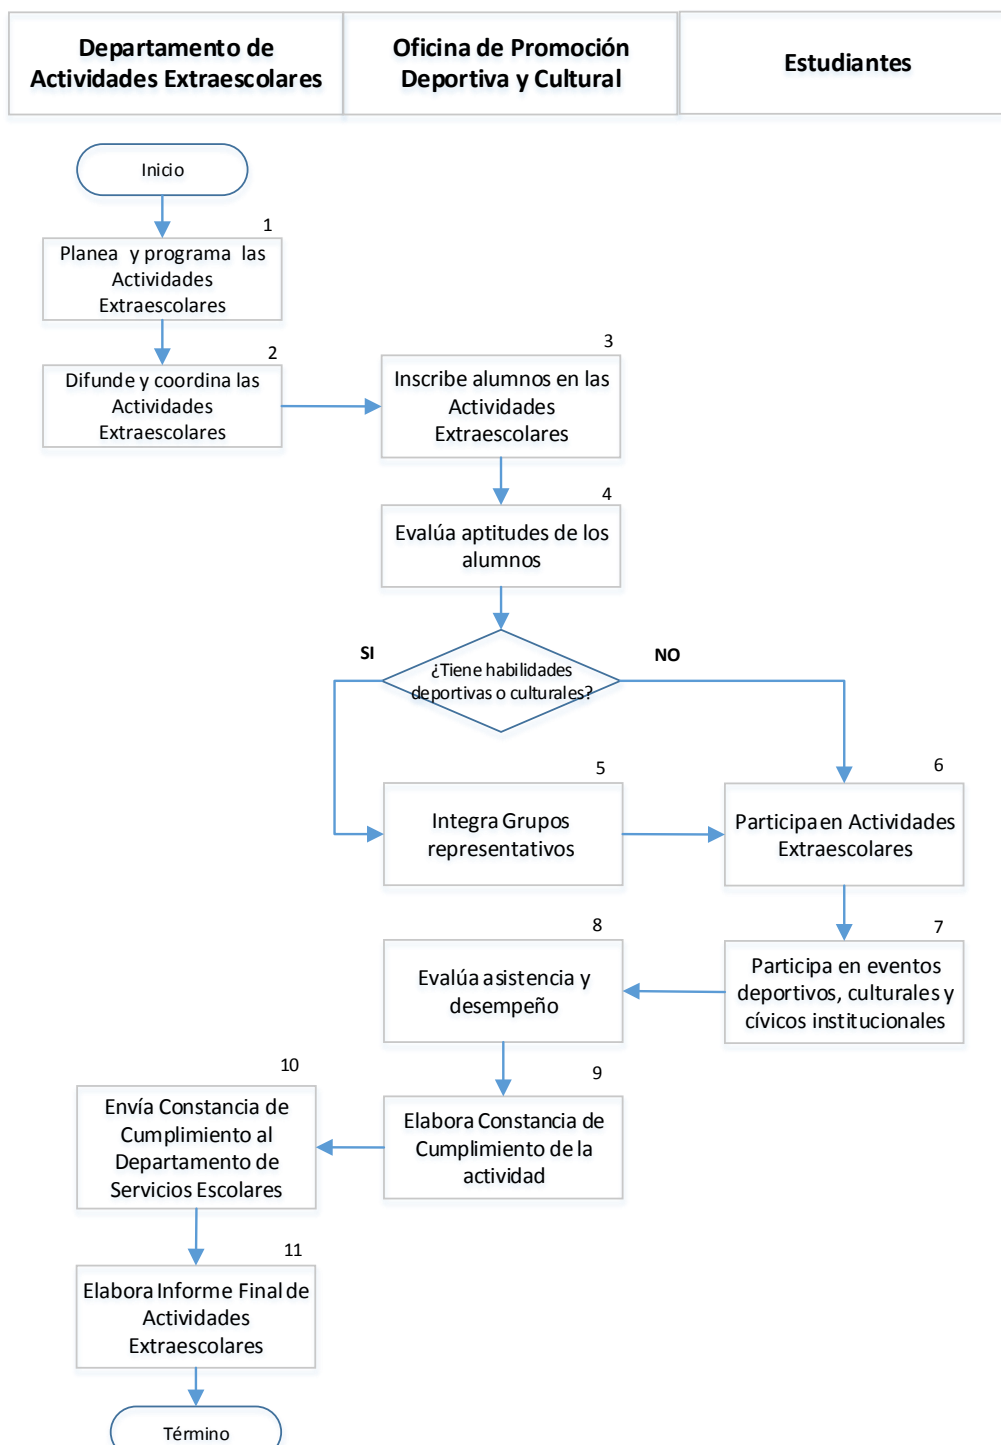 Departamento de
Actividades Extraescolares
Oficina de Promoción
Deportiva y Cultural
Estudiantes
Inicio
1
Planea y programa las
Actividades
Extraescolares
2
Difunde y coordina las
Actividades
Extraescolares
3
Inscribe alumnos en las
Actividades
Extraescolares
4
Evalúa aptitudes de los
alumnos
SI
¿Tiene habilidades
deportivas o culturales?
NO
5
Integra Grupos
representativos
6
Participa en Actividades
Extraescolares
7
Participa en eventos
deportivos, culturales y
cívicos institucionales
8
Evalúa asistencia y
desempeño
9
Elabora Constancia de
Cumplimiento de la
actividad
10
Envía Constancia de
Cumplimiento al
Departamento de
Servicios Escolares
11
Elabora Informe Final de
Actividades
Extraescolares
Término